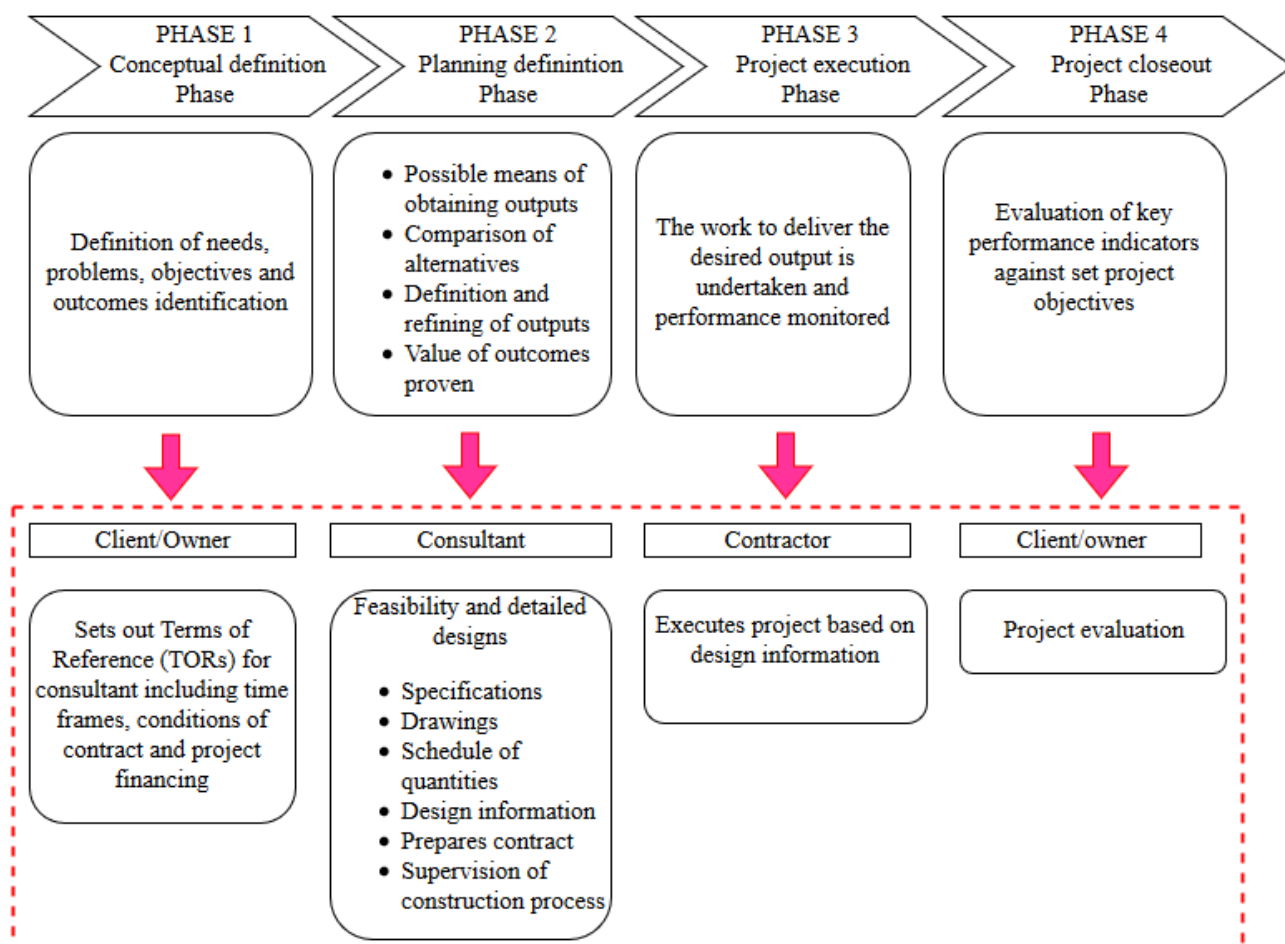 PHASE 1
Conceptual definition
Phase
PHASE 2
Planning definintion
Phase
PHASE 3
Project execution
Phase
PHASE 4
Project closeout
Phase
Definition of needs,
problems, objectives and
outcomes identification
• Possible means of
obtaining outputs
• Comparison of
alternatives
• Definition and
refining of outputs
• Value of outcomes
proven
The work to deliver the
desired output is
undertaken and
performance monitored
Evaluation of key
performance indicators
against set project
objectives
Client/Owner
Consultant
Contractor
Client/owner
Sets out Terms of
Reference (TORs) for
consultant including time
frames, conditions of
contract and project
financing
Feasibility and detailed
designs
• Specifications
• Drawings
• Schedule of
quantities
• Design information
• Prepares contract
• Supervision of
construction process
Executes project based on
design information
Project evaluation